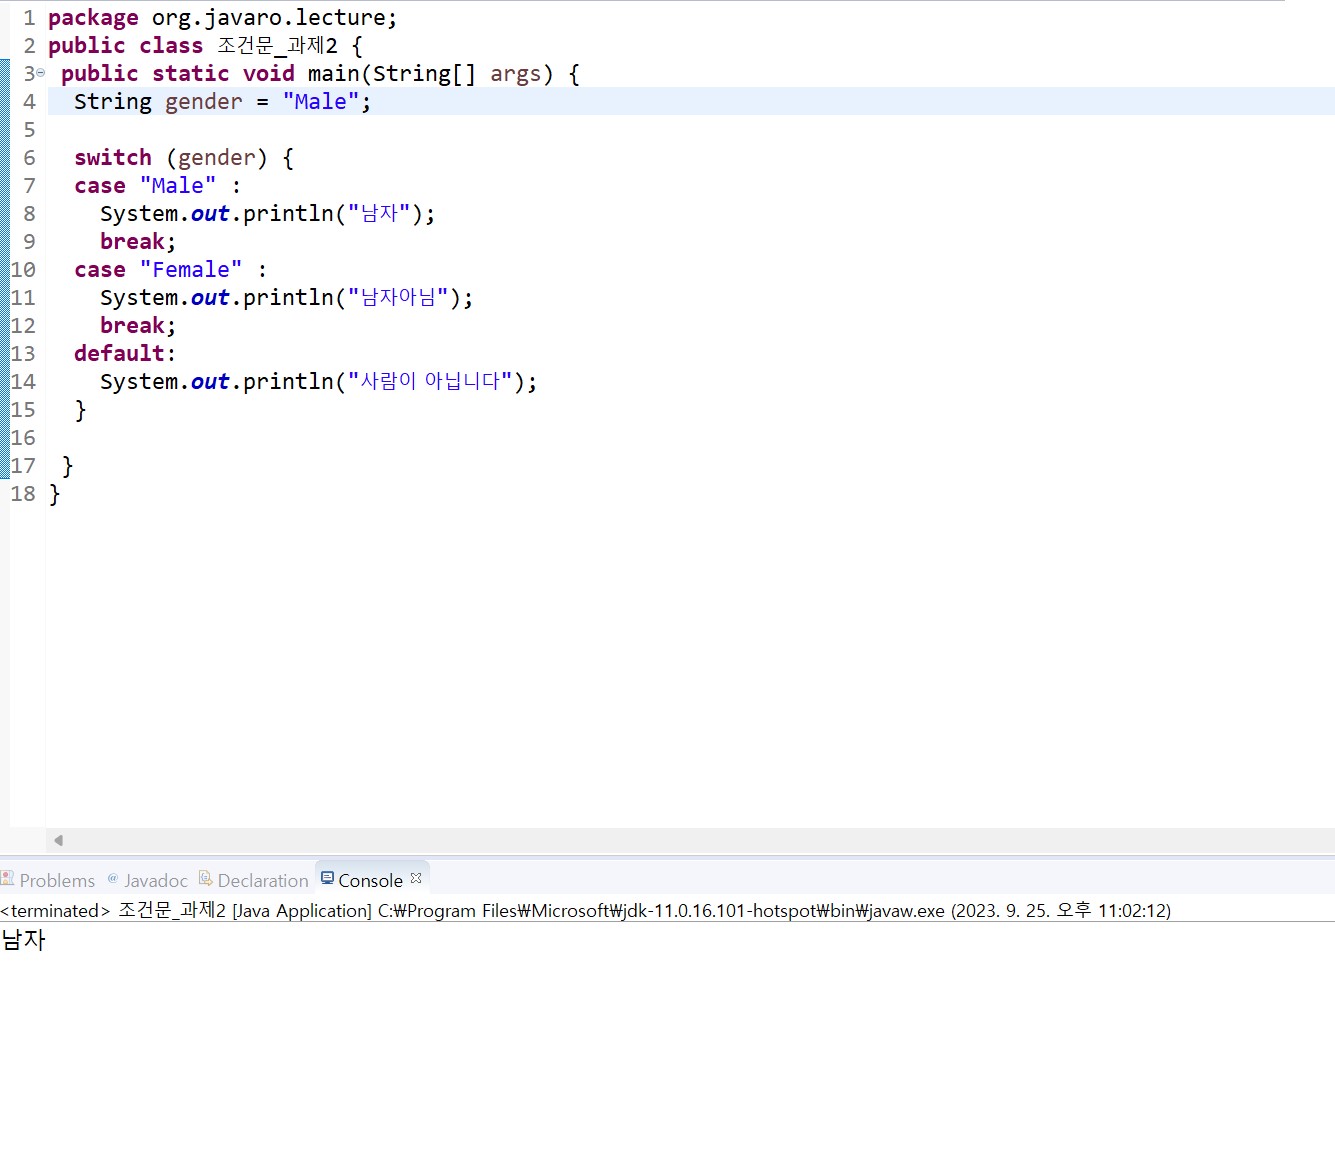 1 package org.javaro.lecture;
2 public class 조건문_과제2 {
3 public static void main(String[] args) {
4 String gender = "Male";
5
6 switch (gender) {
7 case "Male" :
8 System.out.println("남자");
9 break;
10 case "Female" :
11 System.out.println("남자아님");
12 break;
13 default:
14 System.out.println("사람이 아닙니다");
15 }
16
17 }
18 }
Problems @ Javadoc Declaration Console
<terminated> 조건문_과제2 [Java Application] C:₩Program Files₩Microsoft₩jdk-11.0.16.101-hotspot₩bin₩javaw.exe (2023. 9. 25. 오후 11:02:12)
남자